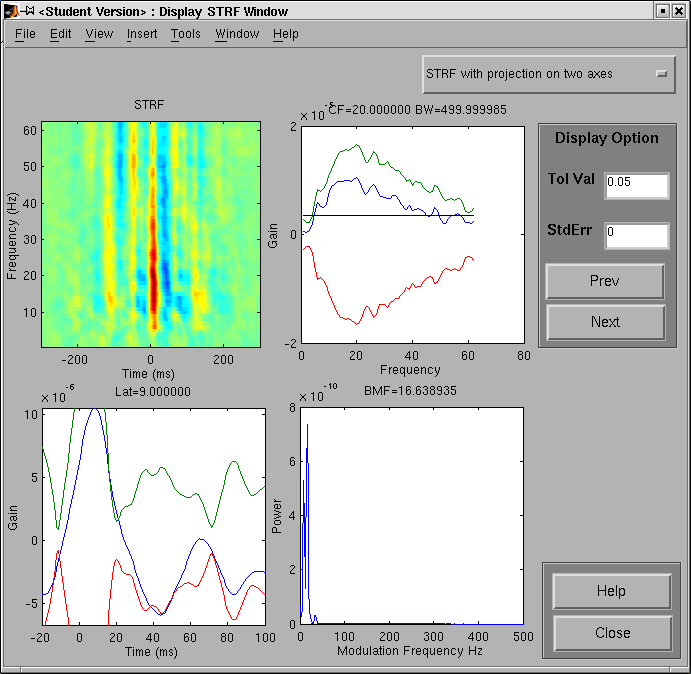 <Student Version> : Display STRF Window
File Edit View Insert Tools Window Help
STRF with projection on two axes
STRF
60
50
40
30
20
10
Frequency (Hz)
-200 0 200
Time (ms)
× 10^-5
CF=20.000000 BW=499.999985
2
0
-2
Gain
0 20 40 60 80
Frequency
Display Option
Tol Val 0.05
StdErr 0
Prev
Next
× 10^-6
Lat=9.000000
10
5
0
-5
Gain
-20 0 20 40 60 80 100
Time (ms)
× 10^-10
BMF=16.638935
8
6
4
2
0
Power
0 100 200 300 400 500
Modulation Frequency Hz
Help
Close